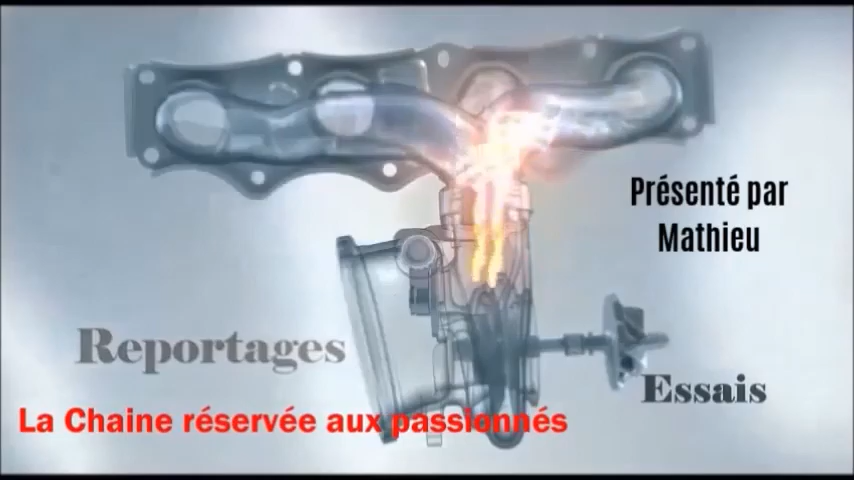 Présenté par
Mathieu
Reportages
Essais
La Chaine réservée aux passionnés